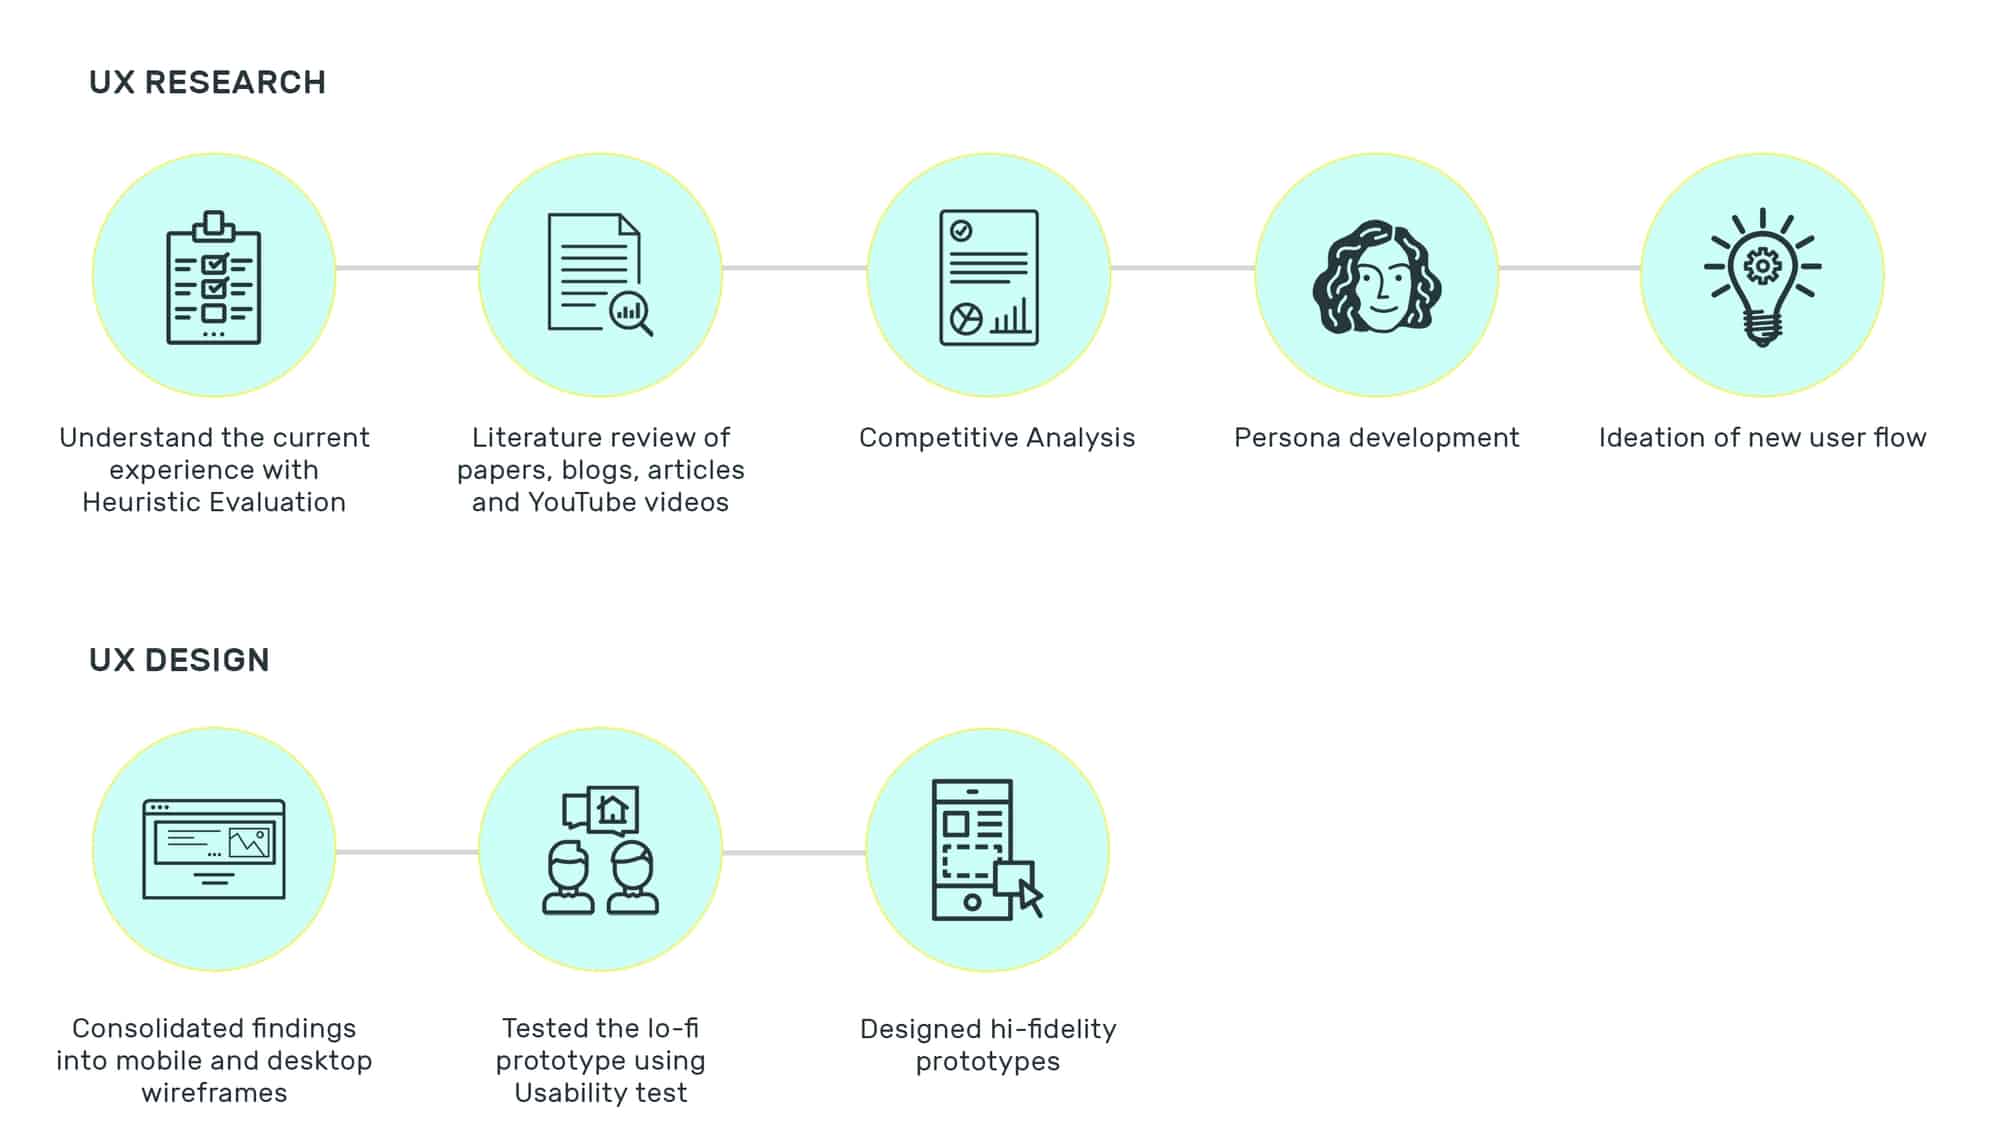 UX RESEARCH
Understand the current
experience with
Heuristic Evaluation
Literature review of
papers, blogs, articles
and YouTube videos
Competitive Analysis
Persona development
Ideation of new user flow
UX DESIGN
Consolidated findings
into mobile and desktop
wireframes
Tested the lo-fi
prototype using
Usability test
Designed hi-fidelity
prototypes